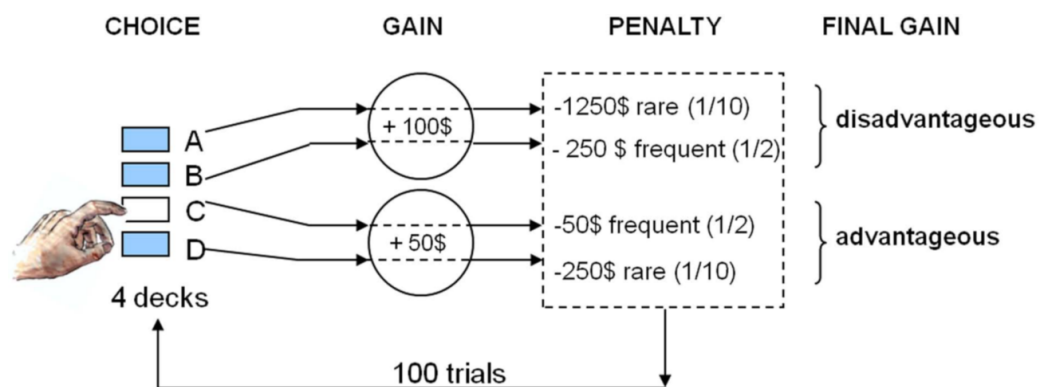 CHOICE GAIN PENALTY FINAL GAIN
-1250$ rare (1/10)
disadvantageous
+ 100$
A
- 250 $ frequent (1/2)
B
C
-50$ frequent (1/2)
+ 50$
advantageous
D
-250$ rare (1/10)
4 decks
100 trials